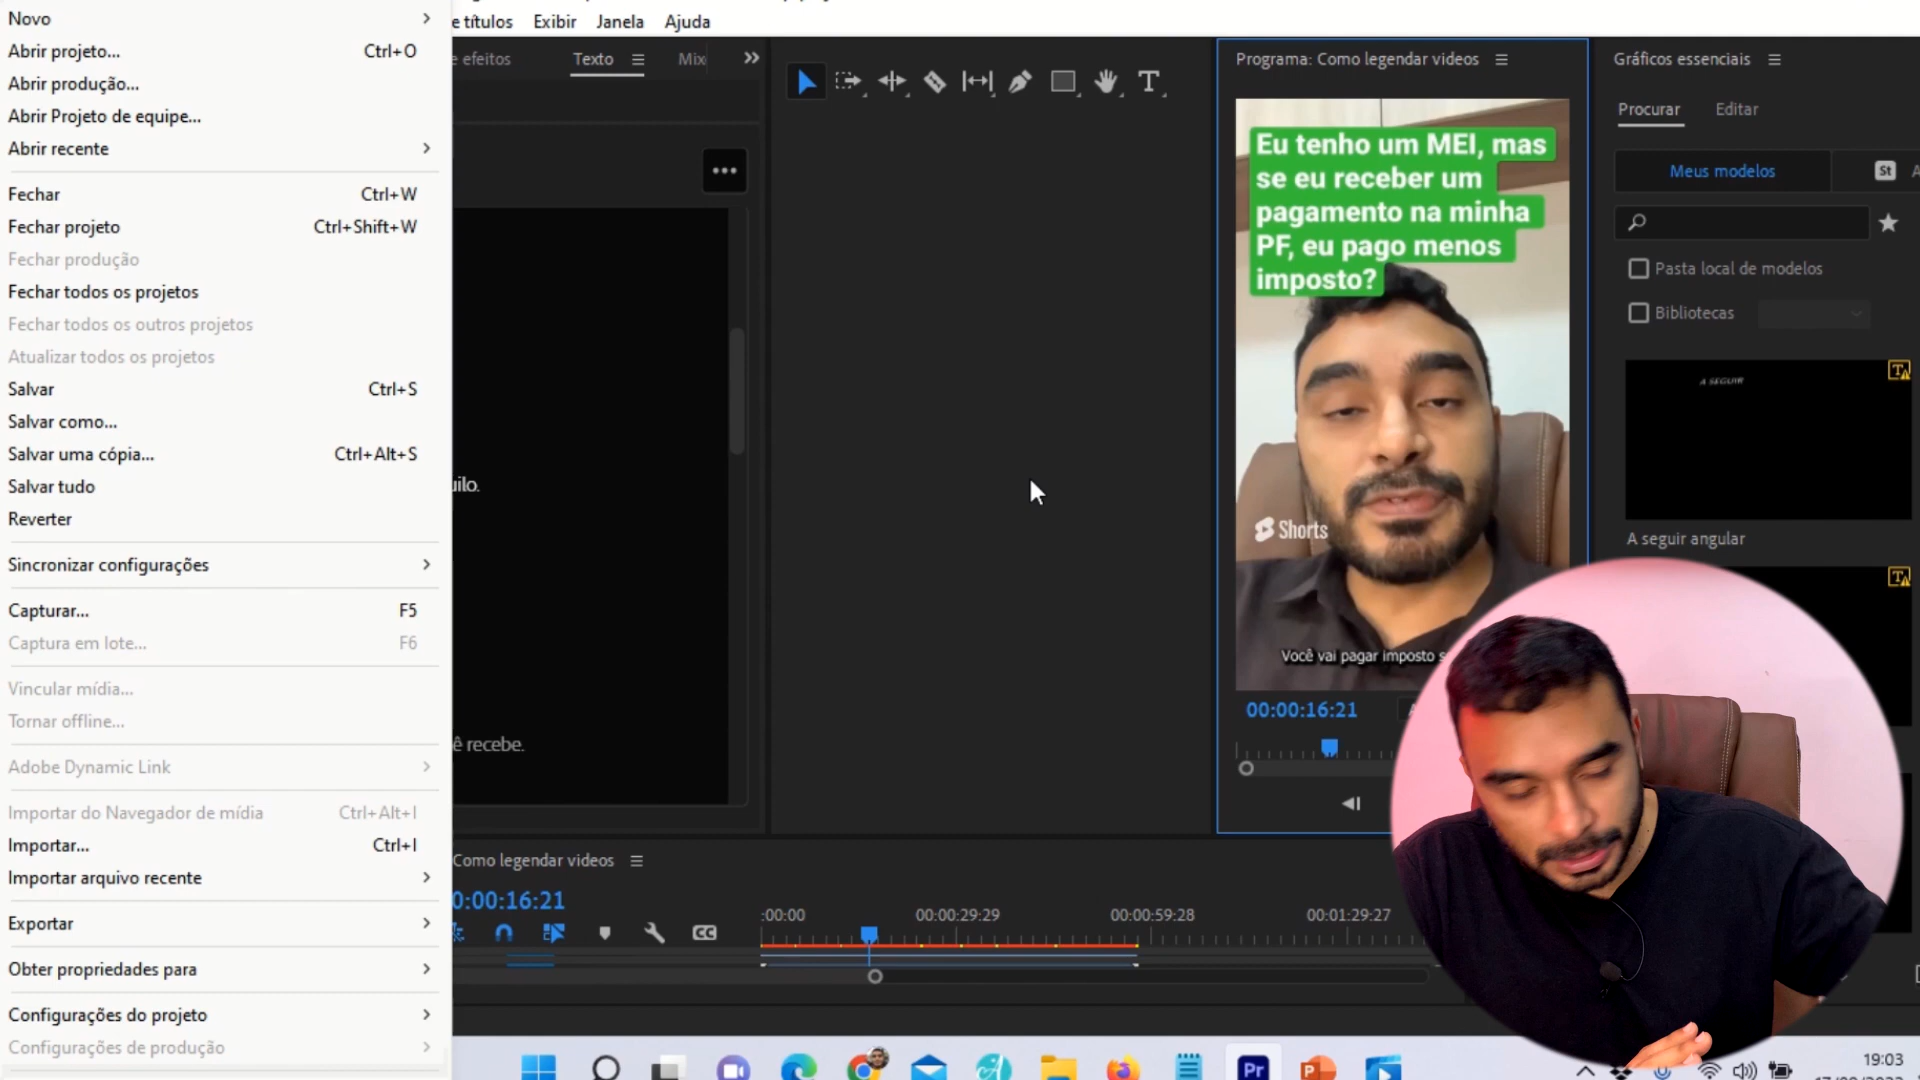 Novo
e títulos Exibir Janela Ajuda
Abrir projeto... Ctrl+O
Abrir produção...
Abrir Projeto de equipe...
Abrir recente
Fechar Ctrl+W
Fechar projeto Ctrl+Shift+W
Fechar produção
Fechar todos os projetos
Fechar todos os outros projetos
Atualizar todos os projetos
Salvar Ctrl+S
Salvar como...
Salvar uma cópia... Ctrl+Alt+S
Salvar tudo
Reverter
Sincronizar configurações
Capturar... F5
Captura em lote... F6
Vincular mídia...
Tornar offline...
Adobe Dynamic Link
Importar do Navegador de mídia Ctrl+Alt+I
Importar... Ctrl+I
Importar arquivo recente
Exportar
Obter propriedades para
Configurações do projeto
Configurações de produção
e efeitos Texto Mix
uilo.
ê recebe.
Programa: Como legendar videos
Eu tenho um MEI, mas
se eu receber um
pagamento na minha
PF, eu pago menos
imposto?
Shorts
Você vai pagar imposto s
00:00:16:21
Gráficos essenciais
Procurar Editar
Meus modelos St A
Pasta local de modelos
Bibliotecas
A SEGUIR
A seguir angular
Como legendar videos
0:00:16:21
:00:00 00:00:29:29 00:00:59:28 00:01:29:27
CC
Pr P
19:03